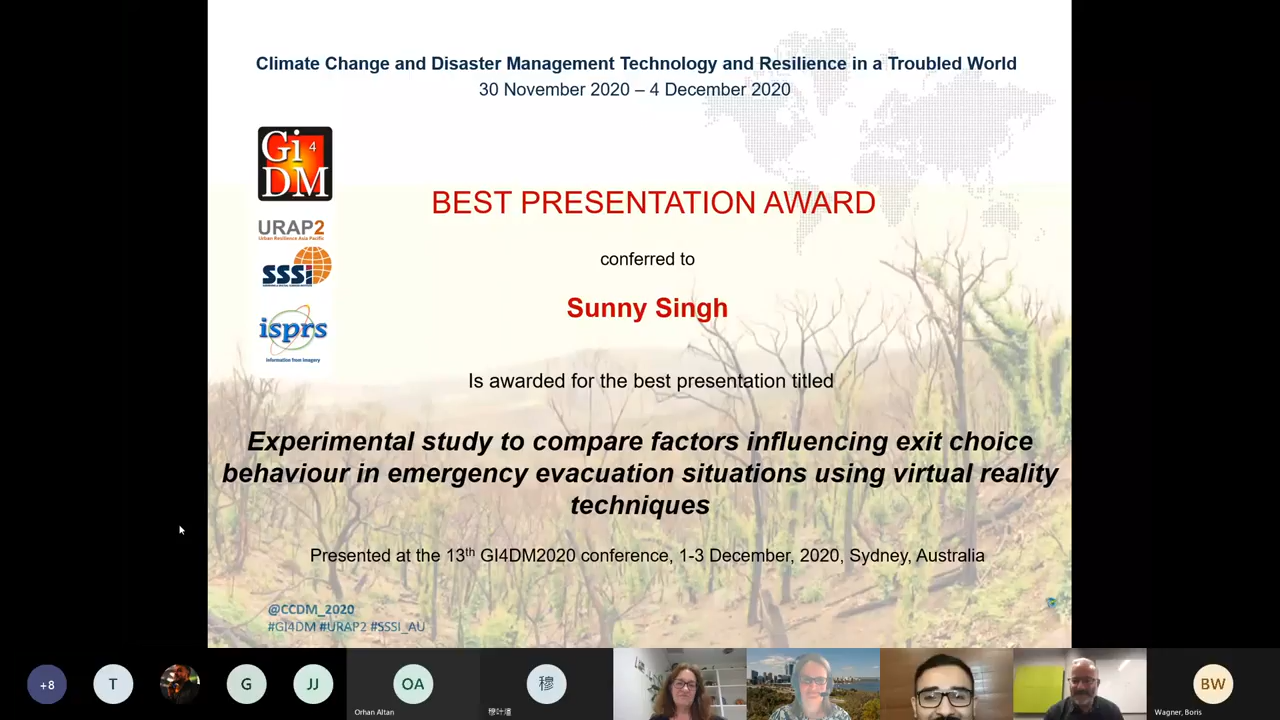 Climate Change and Disaster Management Technology and Resilience in a Troubled World
30 November 2020 – 4 December 2020
Gi 4
DM
URAP2
Urban Resilience Asia Pacific
SSSi
isprs
information from imagery
BEST PRESENTATION AWARD
conferred to
Sunny Singh
Is awarded for the best presentation titled
Experimental study to compare factors influencing exit choice
behaviour in emergency evacuation situations using virtual reality
techniques
Presented at the 13th GI4DM2020 conference, 1-3 December, 2020, Sydney, Australia
@CCDM_2020
#GI4DM #URAP2 #SSSI_AU
+8
T
G
JJ
OA
Orhan Altan
穆
BW
Wagner, Boris